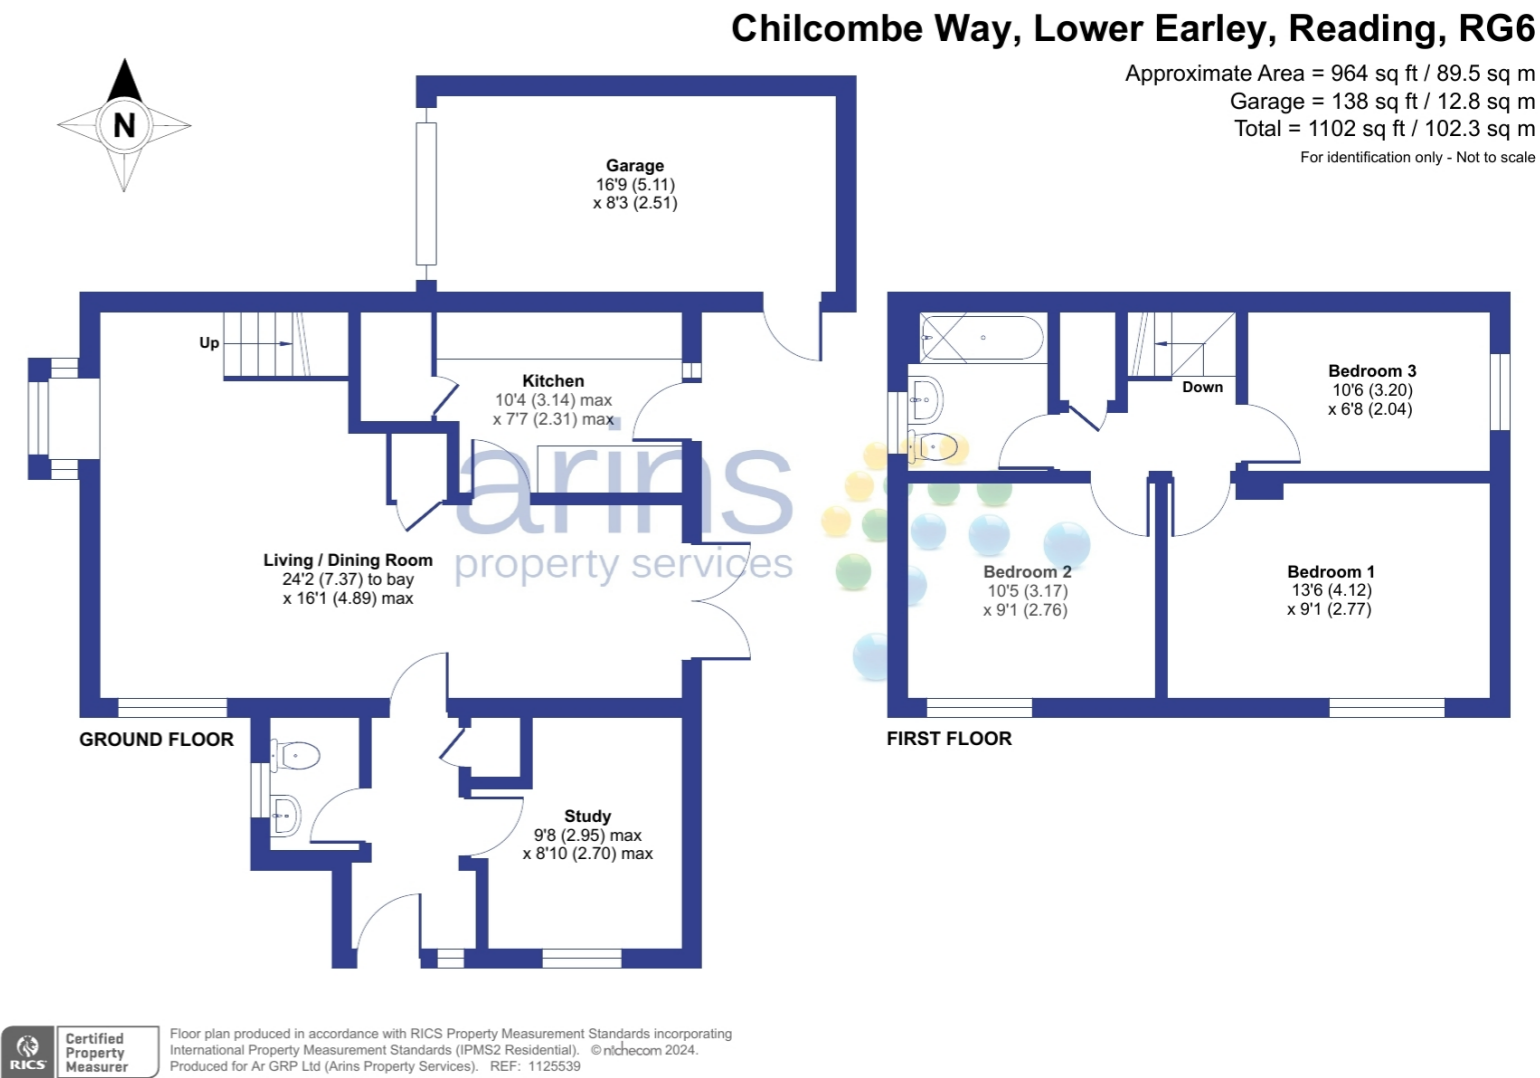 Chilcombe Way, Lower Earley, Reading, RG6
Approximate Area = 964 sq ft / 89.5 sq m
Garage = 138 sq ft / 12.8 sq m
Total = 1102 sq ft / 102.3 sq m
For identification only - Not to scale
N
Garage
16'9 (5.11)
x 8'3 (2.51)
Up
Kitchen
10'4 (3.14) max
x 7'7 (2.31) max
Down
Bedroom 3
10'6 (3.20)
x 6'8 (2.04)
arins
property services
Living / Dining Room
24'2 (7.37) to bay
x 16'1 (4.89) max
Bedroom 2
10'5 (3.17)
x 9'1 (2.76)
Bedroom 1
13'6 (4.12)
x 9'1 (2.77)
GROUND FLOOR
FIRST FLOOR
Study
9'8 (2.95) max
x 8'10 (2.70) max
RICS
Certified
Property
Measurer
Floor plan produced in accordance with RICS Property Measurement Standards incorporating
International Property Measurement Standards (IPMS2 Residential). © nichecom 2024.
Produced for Ar GRP Ltd (Arins Property Services). REF: 1125539